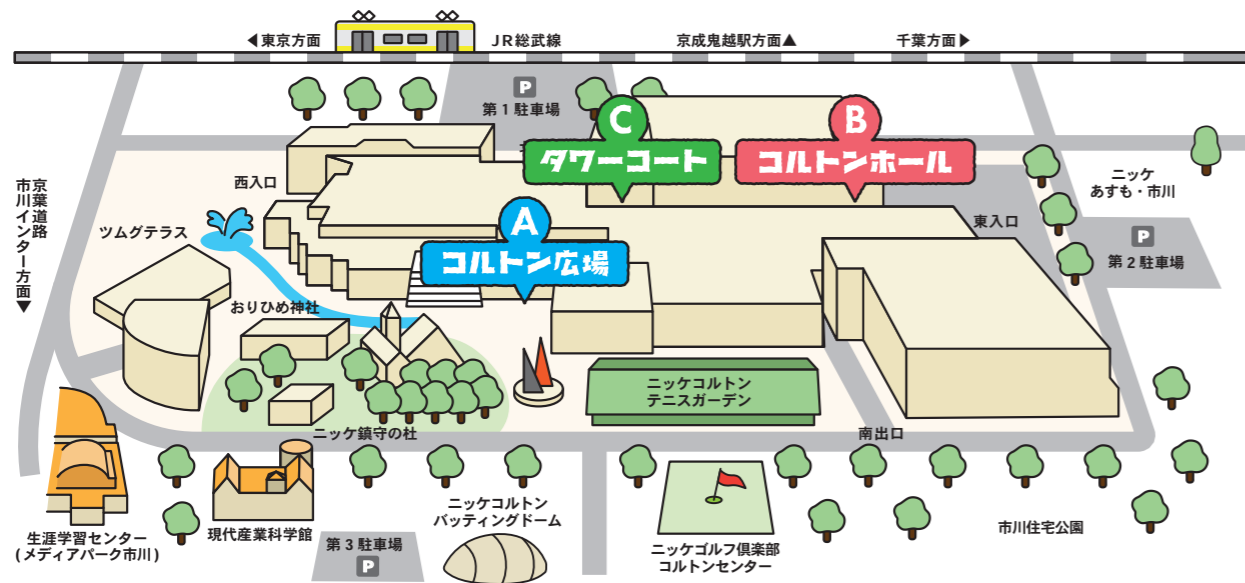 ◀東京方面
JR総武線
京成鬼越駅方面▲
千葉方面▶
P
第1駐車場
C
タワーコート
B
コルトンホール
西入口
ニッケ
あすも・市川
京葉道路
市川インター方面▼
ツムグテラス
A
コルトン広場
東入口
P
第2駐車場
おりひめ神社
ニッケコルトン
テニスガーデン
ニッケ鎮守の杜
南出口
生涯学習センター
(メディアパーク市川)
現代産業科学館
第3駐車場
P
ニッケコルトン
バッティングドーム
ニッケゴルフ倶楽部
コルトンセンター
市川住宅公園